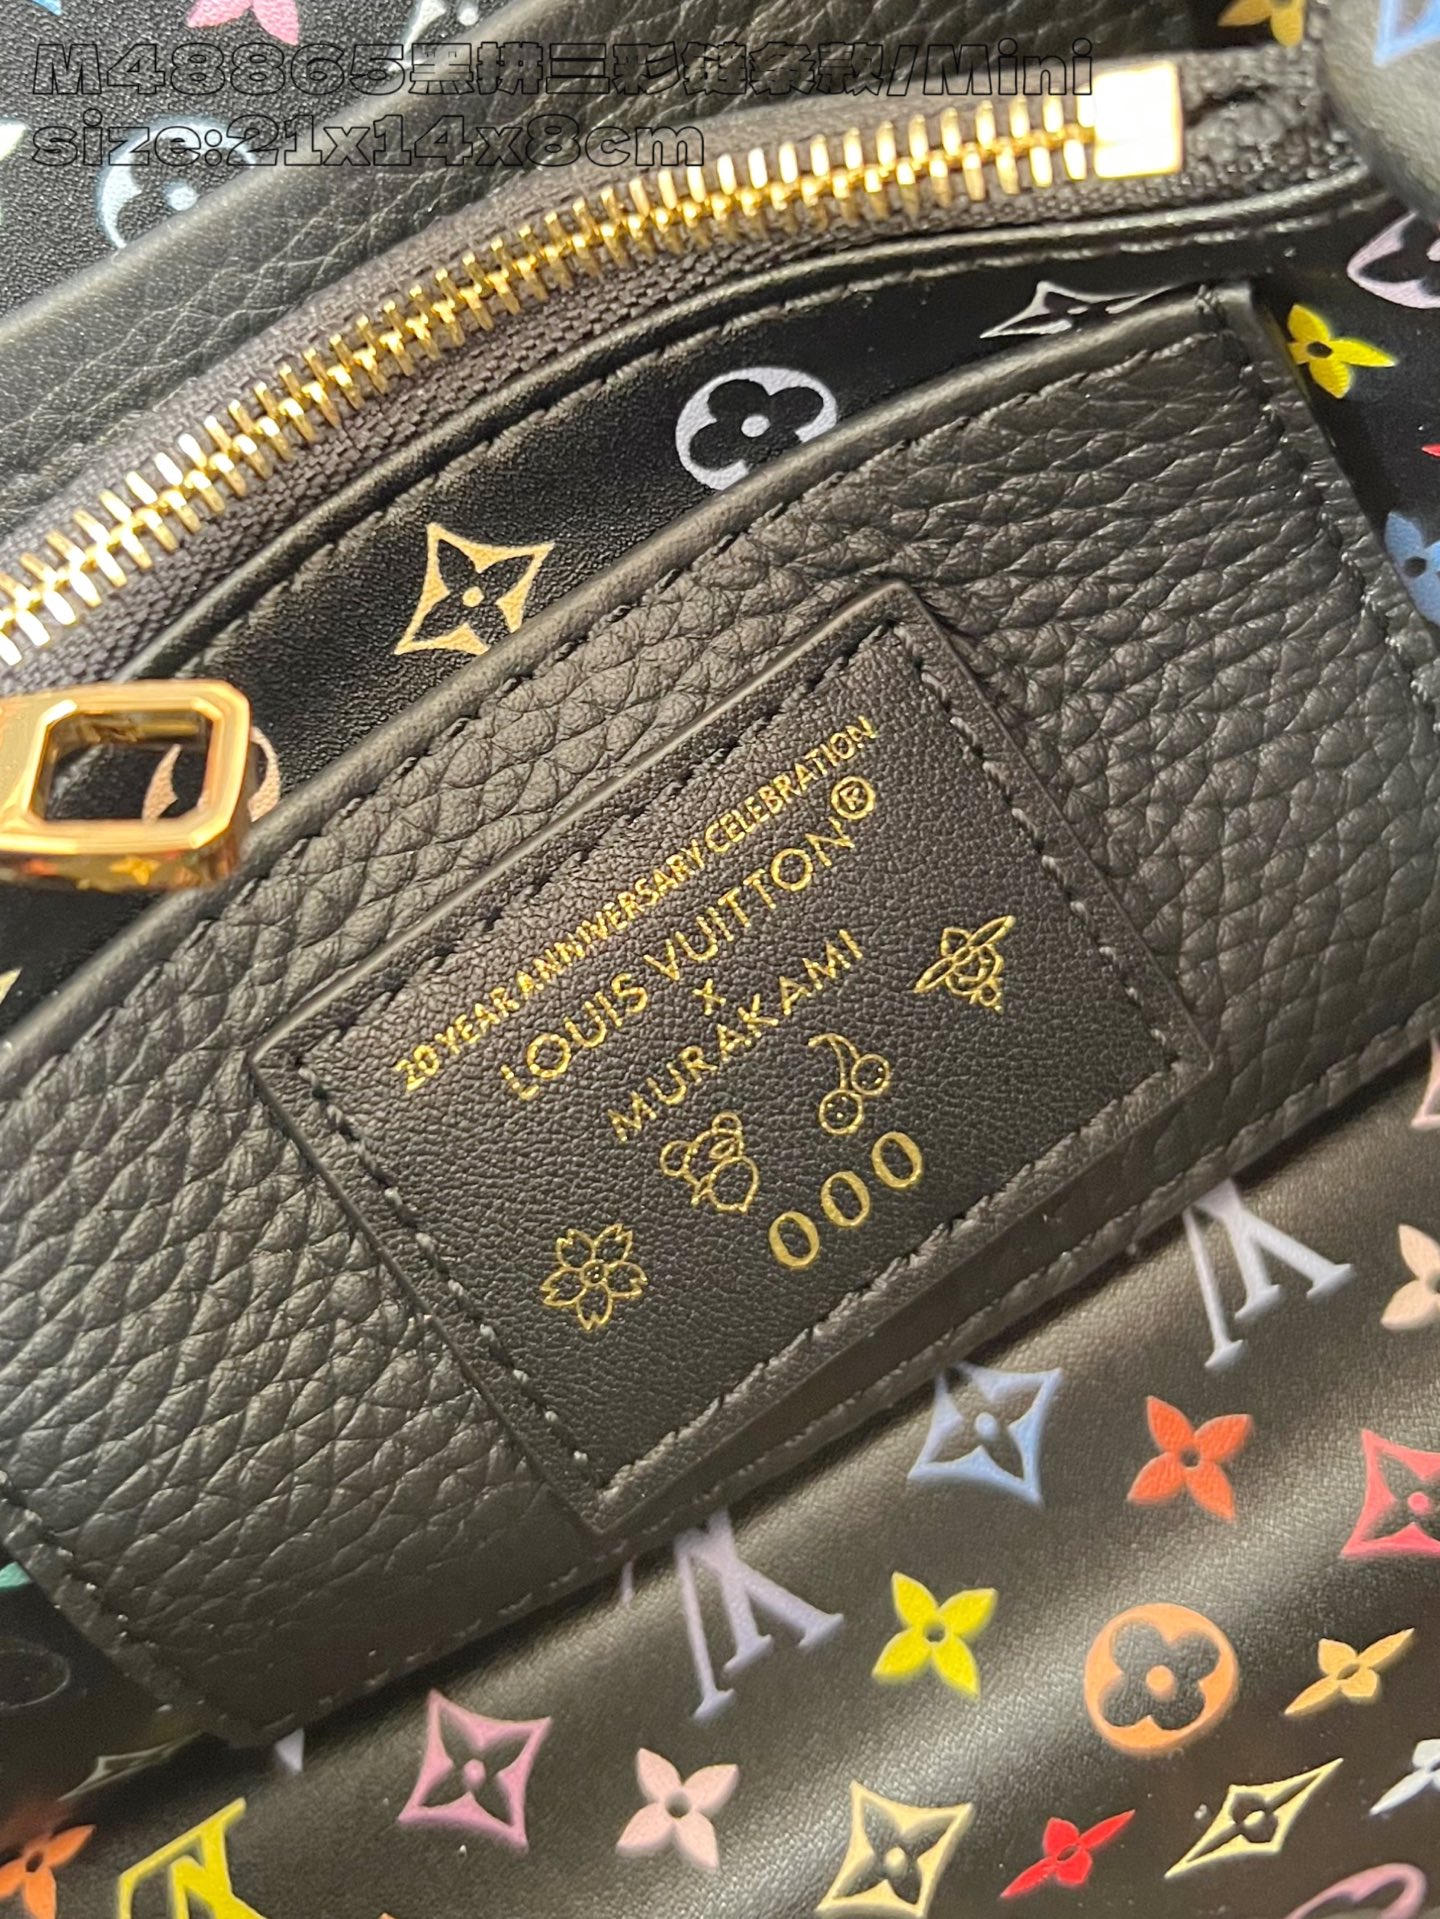 M48865黑拼三彩链条款/Mini
size:21x14x8cm
20 YEAR ANNIVERSARY CELEBRATION
LOUIS VUITTON®
X
MURAKAMI
000